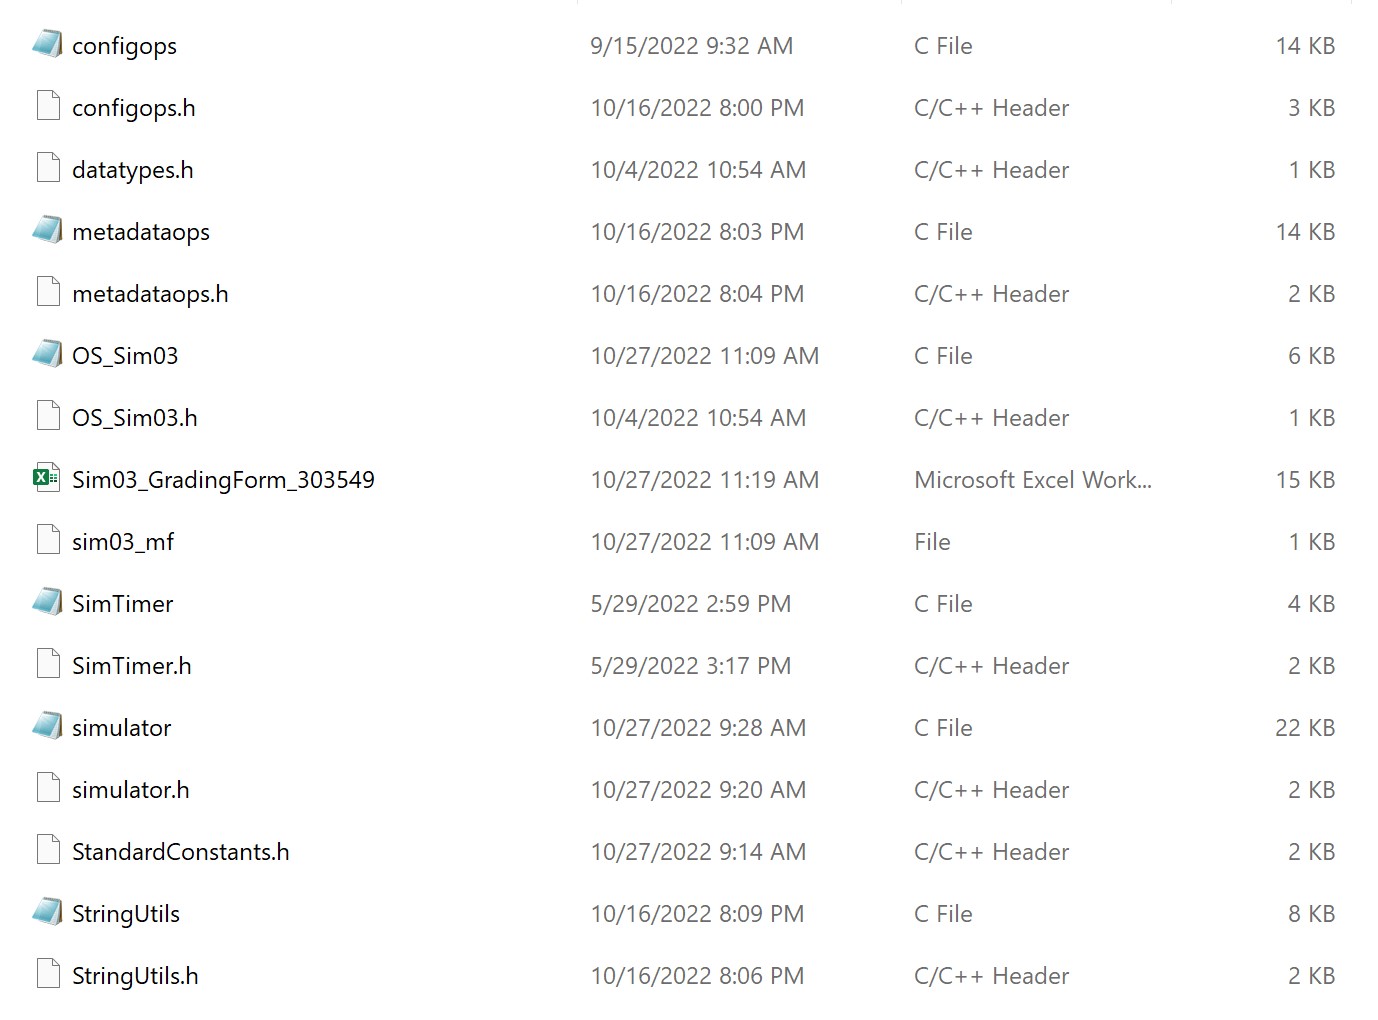 configops 9/15/2022 9:32 AM C File 14 KB
configops.h 10/16/2022 8:00 PM C/C++ Header 3 KB
datatypes.h 10/4/2022 10:54 AM C/C++ Header 1 KB
metadataops 10/16/2022 8:03 PM C File 14 KB
metadataops.h 10/16/2022 8:04 PM C/C++ Header 2 KB
OS_Sim03 10/27/2022 11:09 AM C File 6 KB
OS_Sim03.h 10/4/2022 10:54 AM C/C++ Header 1 KB
Sim03_GradingForm_303549 10/27/2022 11:19 AM Microsoft Excel Work... 15 KB
sim03_mf 10/27/2022 11:09 AM File 1 KB
SimTimer 5/29/2022 2:59 PM C File 4 KB
SimTimer.h 5/29/2022 3:17 PM C/C++ Header 2 KB
simulator 10/27/2022 9:28 AM C File 22 KB
simulator.h 10/27/2022 9:20 AM C/C++ Header 2 KB
StandardConstants.h 10/27/2022 9:14 AM C/C++ Header 2 KB
StringUtils 10/16/2022 8:09 PM C File 8 KB
StringUtils.h 10/16/2022 8:06 PM C/C++ Header 2 KB